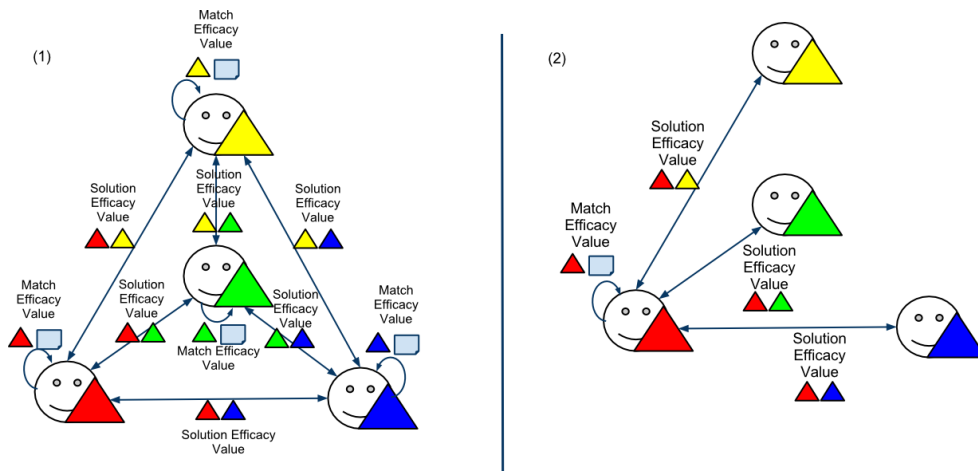 (1)
Match
Efficacy
Value
Solution
Efficacy
Value
Solution
Efficacy
Value
Solution
Efficacy
Value
Match
Efficacy Value
Solution
Efficacy Value
Solution
Efficacy Value
Match
Efficacy
Value
Match Efficacy
Value
Solution Efficacy
Value
(2)
Solution
Efficacy
Value
Match
Efficacy
Value
Solution
Efficacy
Value
Solution
Efficacy
Value